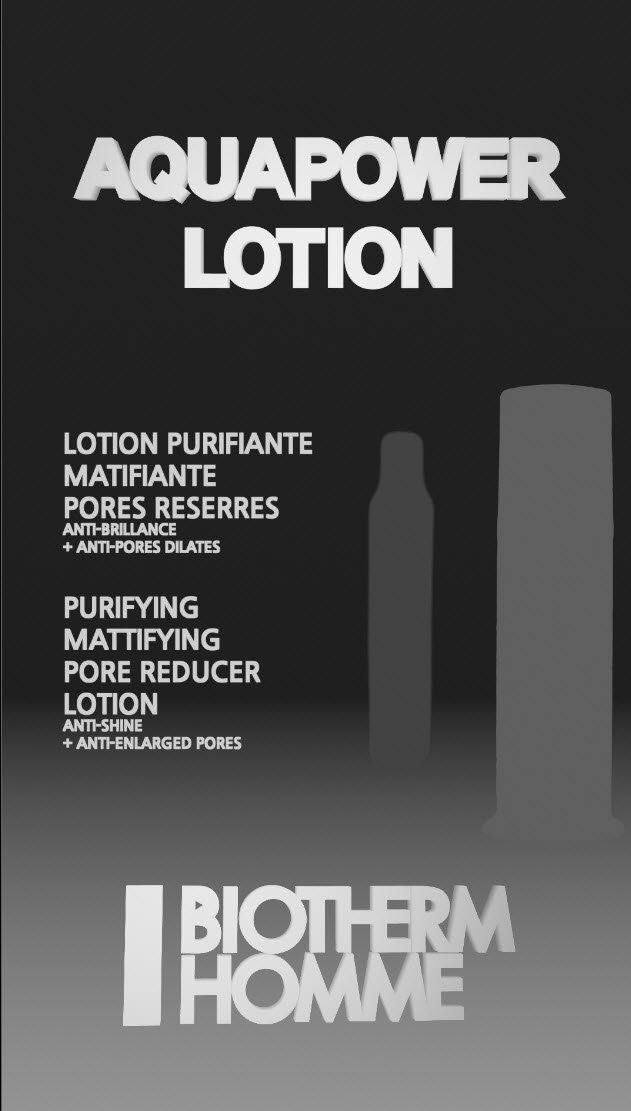 AQUAPOWER
LOTION
LOTION PURIFIANTE
MATIFIANTE
PORES RESERRES
ANTI-BRILLANCE
+ ANTI-PORES DILATES
PURIFYING
MATTIFYING
PORE REDUCER
LOTION
ANTI-SHINE
+ ANTI-ENLARGED PORES
BIOTHERM
HOMME